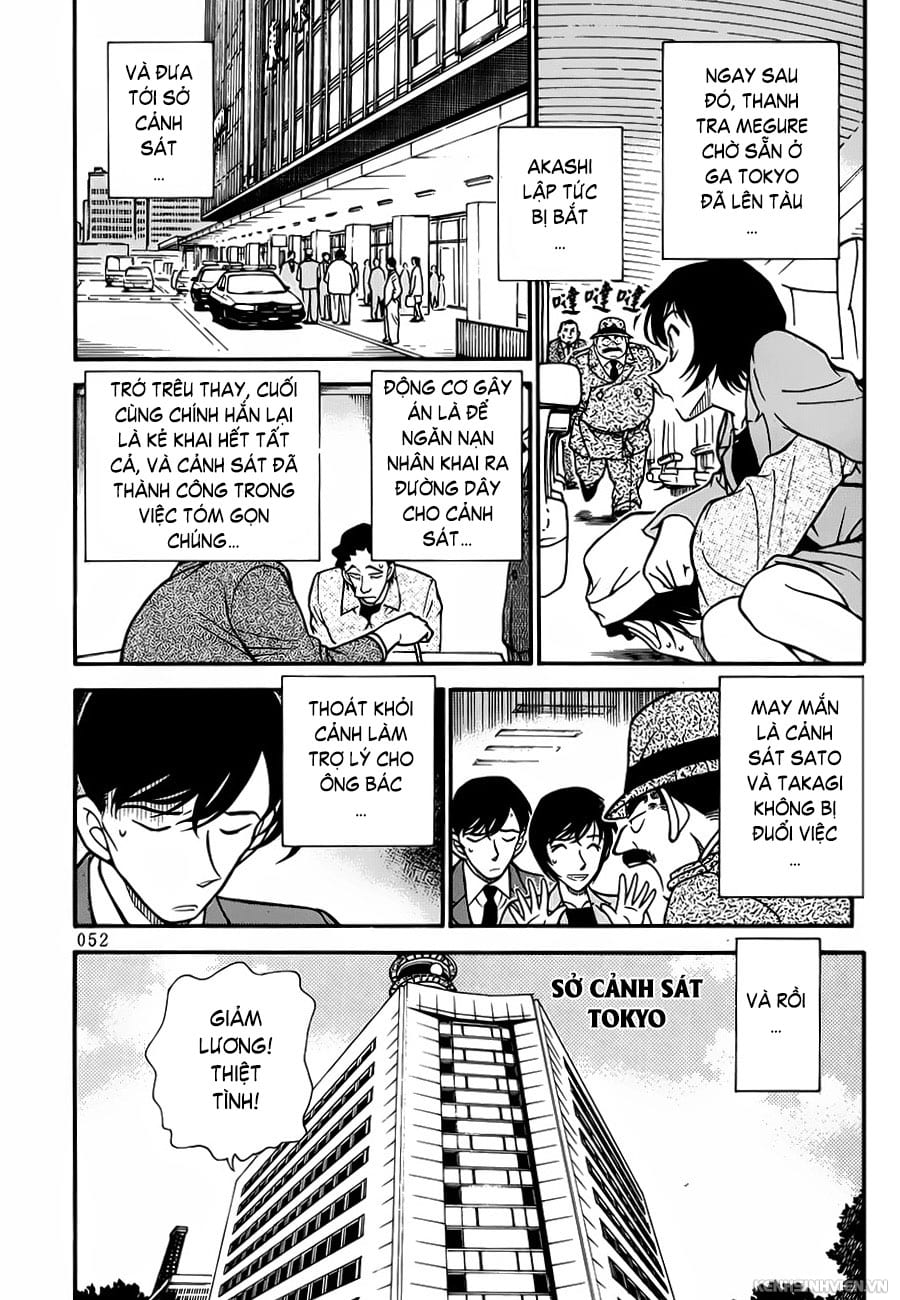 NGAY SAU
ĐÓ, THANH
TRA MEGURE
CHỜ SẴN Ở
GA TOKYO
ĐÃ LÊN TÀU
...
噠噠噠
AKASHI
LẬP TỨC
BỊ BẮT
...
VÀ ĐƯA
TỚI SỞ
CẢNH
SÁT
...
ĐỘNG CƠ GÂY
ÁN LÀ ĐỂ
NGĂN NẠN
NHÂN KHAI RA
ĐƯỜNG DÂY
CHO CẢNH
SÁT...
TRỚ TRÊU THAY, CUỐI
CÙNG CHÍNH HẮN LẠI
LÀ KẺ KHAI HẾT TẤT
CẢ, VÀ CẢNH SÁT ĐÃ
THÀNH CÔNG TRONG
VIỆC TÓM GỌN
CHÚNG...
MAY MẮN
LÀ CẢNH
SÁT SATO
VÀ TAKAGI
KHÔNG BỊ
ĐUỔI VIỆC
...
THOÁT KHỎI
CẢNH LÀM
TRỢ LÝ CHO
ÔNG BÁC
...
052
VÀ RỒI
...
SỞ CẢNH SÁT
TOKYO
GIẢM
LƯƠNG!
THIỆT
TÌNH!
KENHSINHVIEN.VN